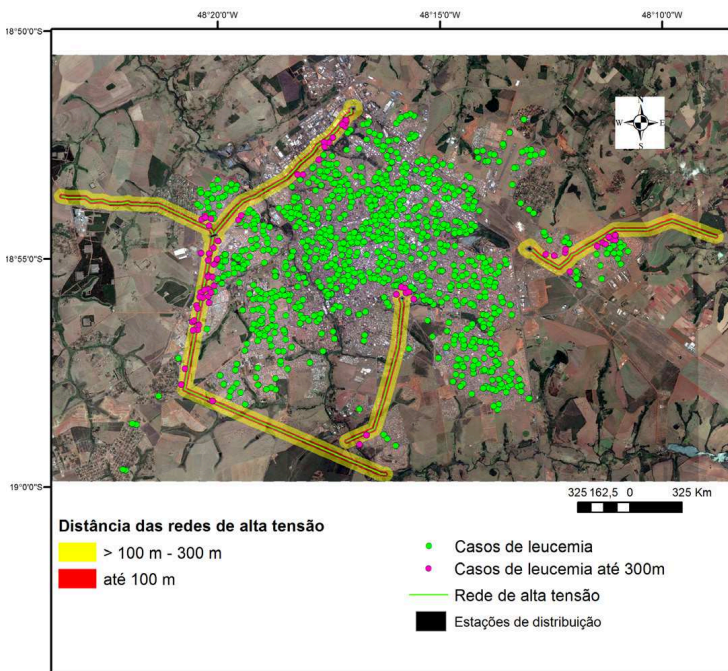 48°20'0"W 48°15'0"W 48°10'0"W
18°50'0"S
N
W E
S
18°55'0"S
19°0'0"S
325 162,5 0 325 Km
Distância das redes de alta tensão
> 100 m - 300 m
até 100 m
Casos de leucemia
Casos de leucemia até 300m
Rede de alta tensão
Estações de distribuição